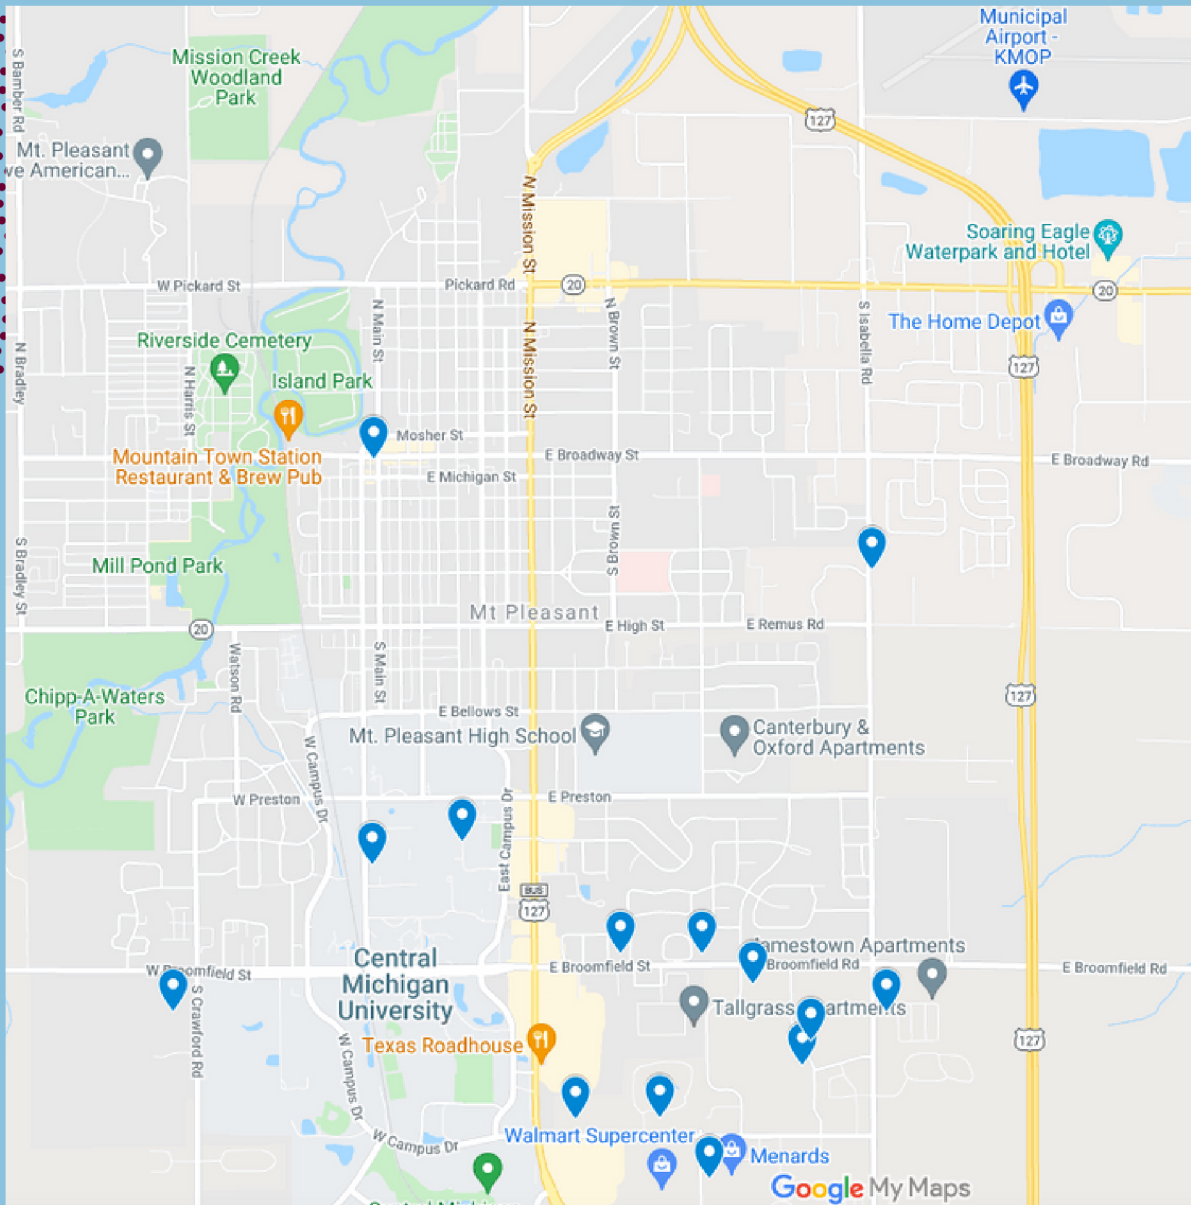 Municipal
Airport -
KMOP
Mission Creek
Woodland
Park
S Bamber Rd
127
Mt. Pleasant
ve American...
N Mission St
Soaring Eagle
Waterpark and Hotel
W Pickard St
Pickard Rd
20
20
N Main St
N Brown St
S Isabella Rd
The Home Depot
Riverside Cemetery
N Bradley
N Harris St
Island Park
N Mission St
127
Mosher St
Mountain Town Station
Restaurant & Brew Pub
E Broadway St
E Broadway Rd
E Michigan St
S Brown St
S Bradley St
Mill Pond Park
Mt Pleasant
20
E High St
E Remus Rd
Watson Rd
S Main St
Chipp-A-Waters
Park
127
E Bellows St
Mt. Pleasant High School
Canterbury &
Oxford Apartments
W Campus Dr
W Preston
E Preston
East Campus Dr
BUS
127
Jamestown Apartments
W Broomfield St
E Broomfield St
Broomfield Rd
E Broomfield Rd
Central
Michigan
University
S Crawford Rd
Tallgrass
Texas Roadhouse
127
W Campus Dr
W Campus Dr
Walmart Supercenter
Menards
Google My Maps